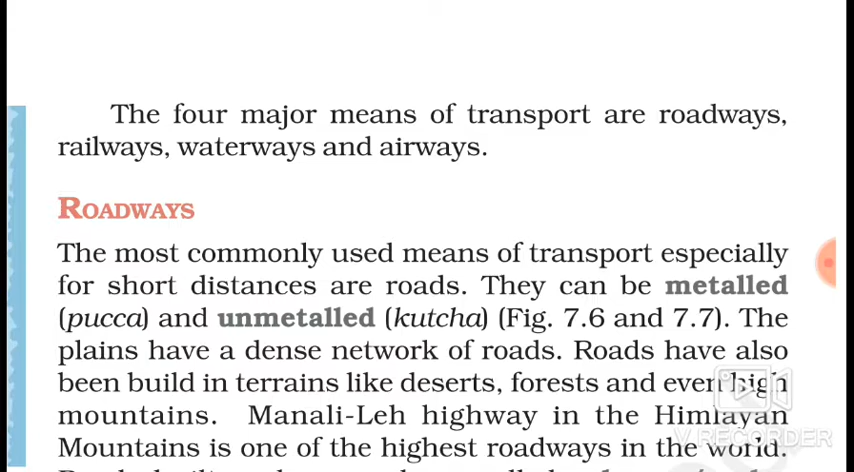 The four major means of transport are roadways,
railways, waterways and airways.
ROADWAYS
The most commonly used means of transport especially
for short distances are roads. They can be metalled
(pucca) and unmetalled (kutcha) (Fig. 7.6 and 7.7). The
plains have a dense network of roads. Roads have also
been build in terrains like deserts, forests and even high
mountains. Manali-Leh highway in the Himlayan
Mountains is one of the highest roadways in the world.
V RECORDER